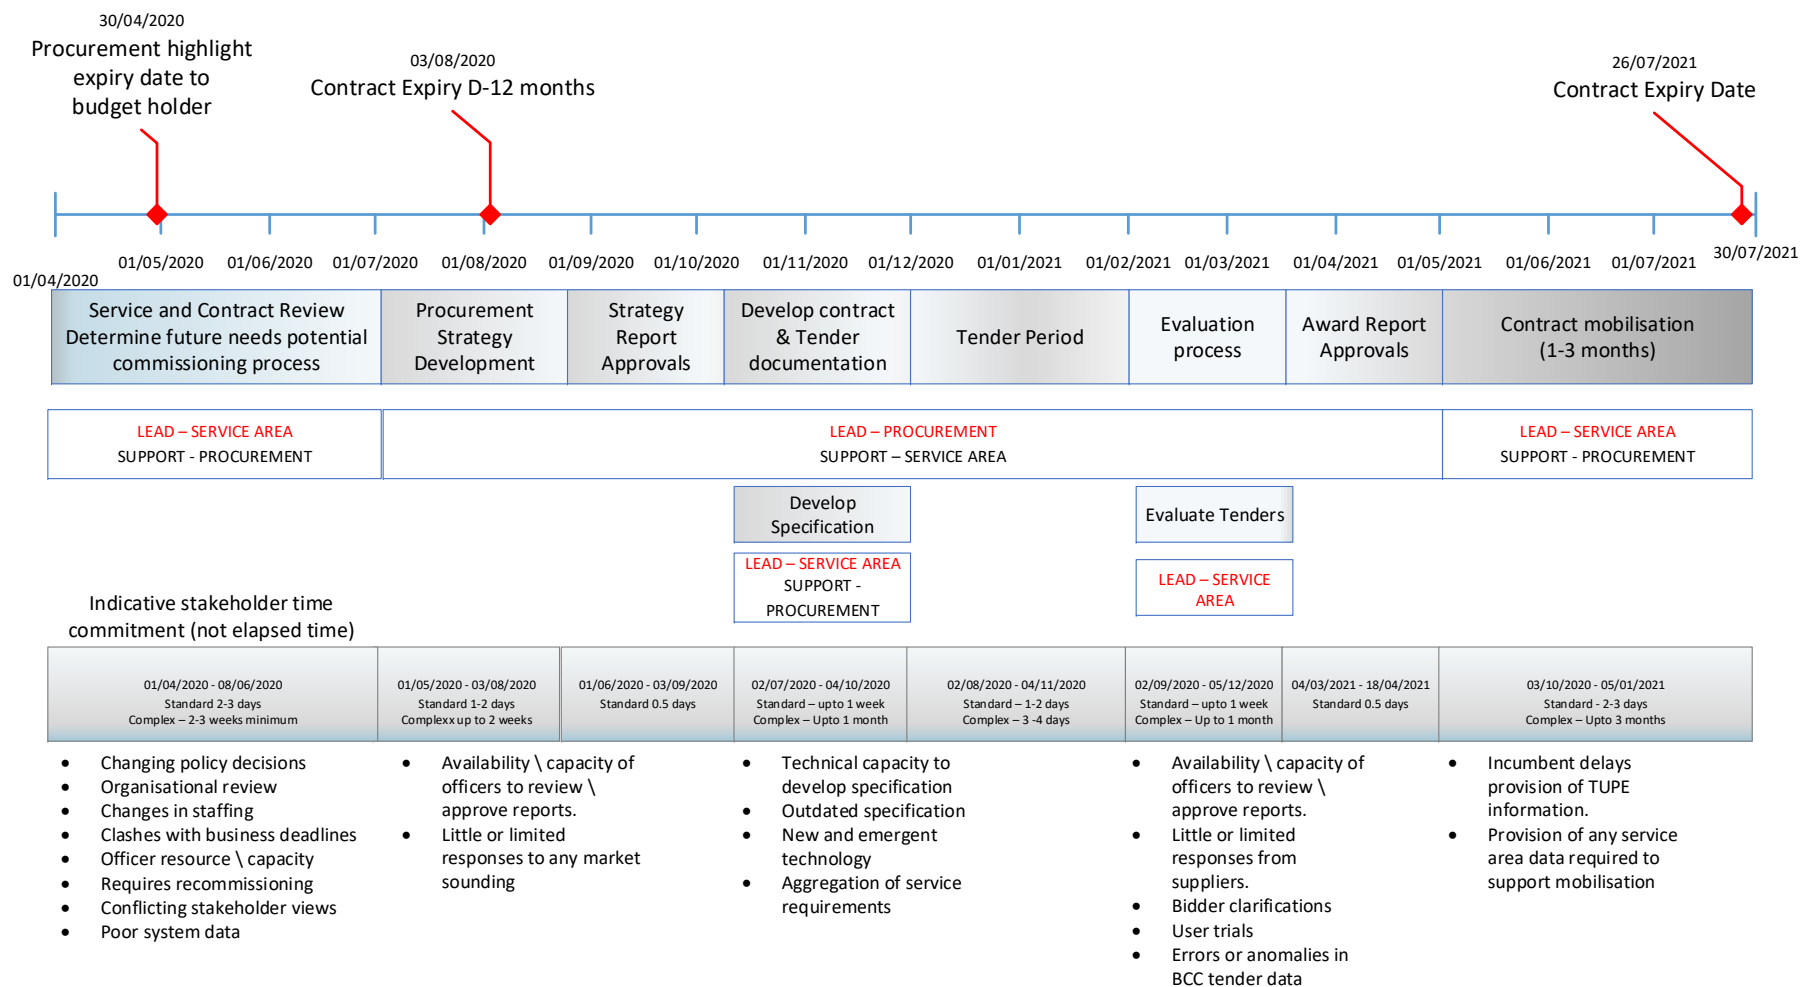 30/04/2020
Procurement highlight
expiry date to
budget holder
03/08/2020
Contract Expiry D-12 months
26/07/2021
Contract Expiry Date
01/04/2020
01/05/2020
01/06/2020
01/07/2020
01/08/2020
01/09/2020
01/10/2020
01/11/2020
01/12/2020
01/01/2021
01/02/2021
01/03/2021
01/04/2021
01/05/2021
01/06/2021
01/07/2021
30/07/2021
Service and Contract Review
Determine future needs potential
commissioning process
Procurement
Strategy
Development
Strategy
Report
Approvals
Develop contract
& Tender
documentation
Tender Period
Evaluation
process
Award Report
Approvals
Contract mobilisation
(1-3 months)
LEAD – SERVICE AREA
SUPPORT - PROCUREMENT
LEAD – PROCUREMENT
SUPPORT – SERVICE AREA
LEAD – SERVICE AREA
SUPPORT - PROCUREMENT
Develop
Specification
LEAD – SERVICE AREA
SUPPORT -
PROCUREMENT
Evaluate Tenders
LEAD – SERVICE
AREA
Indicative stakeholder time
commitment (not elapsed time)
01/04/2020 - 08/06/2020
Standard 2-3 days
Complex – 2-3 weeks minimum
01/05/2020 - 03/08/2020
Standard 1-2 days
Complexx up to 2 weeks
01/06/2020 - 03/09/2020
Standard 0.5 days
02/07/2020 - 04/10/2020
Standard – upto 1 week
Complex – Upto 1 month
02/08/2020 - 04/11/2020
Standard – 1-2 days
Complex – 3 -4 days
02/09/2020 - 05/12/2020
Standard – upto 1 week
Complex – Up to 1 month
04/03/2021 - 18/04/2021
Standard 0.5 days
03/10/2020 - 05/01/2021
Standard - 2-3 days
Complex – Upto 3 months
• Changing policy decisions
• Organisational review
• Changes in staffing
• Clashes with business deadlines
• Officer resource \ capacity
• Requires recommissioning
• Conflicting stakeholder views
• Poor system data
• Availability \ capacity of
officers to review \
approve reports.
• Little or limited
responses to any market
sounding
• Technical capacity to
develop specification
• Outdated specification
• New and emergent
technology
• Aggregation of service
requirements
• Availability \ capacity of
officers to review \
approve reports.
• Little or limited
responses from
suppliers.
• Bidder clarifications
• User trials
• Errors or anomalies in
BCC tender data
• Incumbent delays
provision of TUPE
information.
• Provision of any service
area data required to
support mobilisation